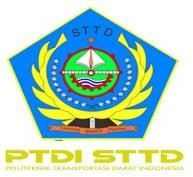 STTD
PTDI STTD
POLITEKNIK TRANSPORTASI DARAT INDONESIA